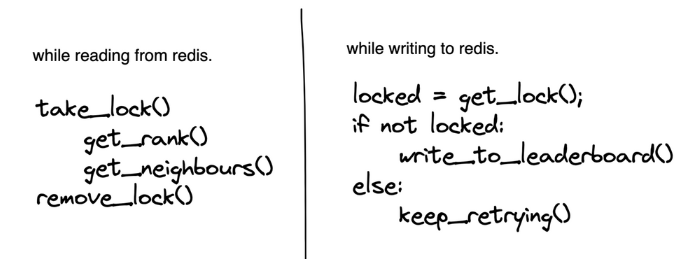 while reading from redis.
take_lock()
get_rank()
get_neighbours()
remove_lock()
while writing to redis.
locked = get_lock();
if not locked:
write_to_leaderboard()
else:
keep_retrying()